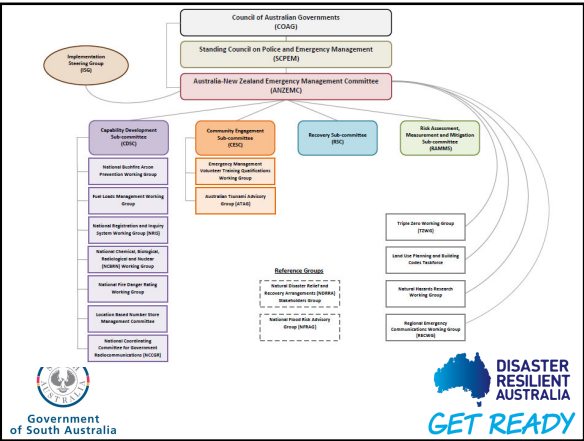 Council of Australian Governments
(COAG)
Standing Council on Police and Emergency Management
(SCPEM)
Implementation
Steering Group
(ISG)
Australia-New Zealand Emergency Management Committee
(ANZEMC)
Capability Development
Sub-committee
(CDSC)
Community Engagement
Sub-committee
(CESC)
Recovery Sub-committee
(RSC)
Risk Assessment,
Measurement and Mitigation
Sub-committee
(RAMMS)
National Bushfire Arson
Prevention Working Group
Fuel Loads Management Working
Group
National Registration and Inquiry
System Working Group [NRIS]
National Chemical, Biological,
Radiological and Nuclear
[NCBRN] Working Group
National Fire Danger Rating
Working Group
Location Based Number Store
Management Committee
National Coordinating
Committee for Government
Radiocommunications [NCCGR]
Emergency Management
Volunteer Training Qualifications
Working Group
Australian Tsunami Advisory
Group [ATAG]
Reference Groups
Natural Disaster Relief and
Recovery Arrangements [NDRRA]
Stakeholders Group
National Flood Risk Advisory
Group [NFRAG]
Triple Zero Working Group
[TZWG]
Land Use Planning and Building
Codes Taskforce
Natural Hazards Research
Working Group
Regional Emergency
Communications Working Group
[RECWG]
Government
of South Australia
DISASTER
RESILIENT
AUSTRALIA
GET READY